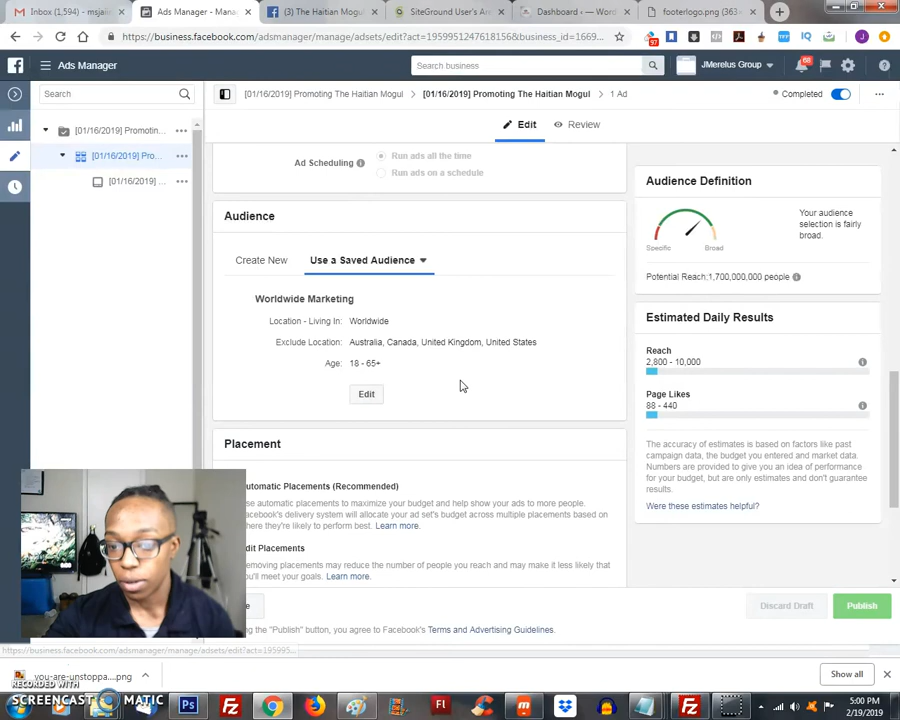 Inbox (1,594) - msjaii
Ads Manager - Manag
(3) The Haitian Mogul
SiteGround User's Are
Dashboard ‹ — Word
footerlogo.png (363×
https://business.facebook.com/adsmanager/manage/adsets/edit?act=1959951247618156&business_id=1669...
Ads Manager
Search business
JMerelus Group
68
Search
[01/16/2019] Promoting The Haitian Mogul
[01/16/2019] Promoting The Haitian Mogul
1 Ad
Completed
Edit
Review
[01/16/2019] Promotin...
[01/16/2019] Pro...
[01/16/2019] ...
Ad Scheduling
Run ads all the time
Run ads on a schedule
Audience
Create New
Use a Saved Audience
Worldwide Marketing
Location - Living In: Worldwide
Exclude Location: Australia, Canada, United Kingdom, United States
Age: 18 - 65+
Edit
Placement
utomatic Placements (Recommended)
se automatic placements to maximize your budget and help show your ads to more people.
cebook's delivery system will allocate your ad set's budget across multiple placements based on
here they're likely to perform best. Learn more.
dit Placements
emoving placements may reduce the number of people you reach and may make it less likely that
ou'll meet your goals. Learn more.
Audience Definition
Specific
Broad
Your audience
selection is fairly
broad.
Potential Reach:1,700,000,000 people
Estimated Daily Results
Reach
2,800 - 10,000
Page Likes
88 - 440
The accuracy of estimates is based on factors like past
campaign data, the budget you entered and market data.
Numbers are provided to give you an idea of performance
for your budget, but are only estimates and don't guarantee
results.
Were these estimates helpful?
e
Discard Draft
Publish
g the "Publish" button, you agree to Facebook's Terms and Advertising Guidelines.
https://business.facebook.com/adsmanager/manage/adsets/edit?act=195995...
you-are-unstoppa....png
Show all
RECORDED WITH
SCREENCAST MATIC
5:00 PM
2/19/2019